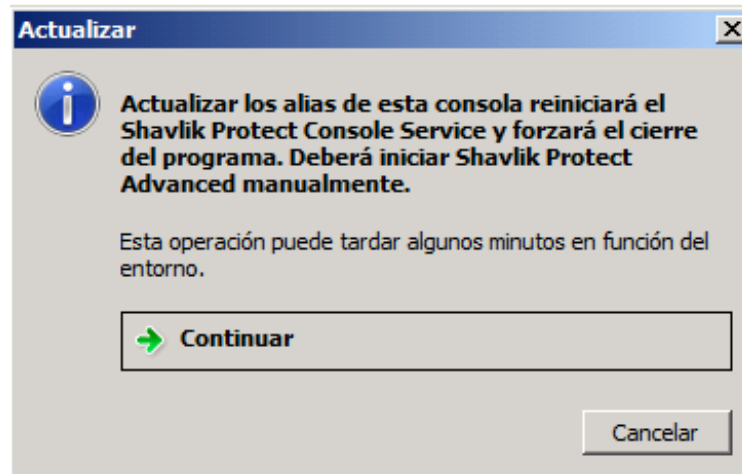 Actualizar
Actualizar los alias de esta consola reiniciará el
Shavlik Protect Console Service y forzará el cierre
del programa. Deberá iniciar Shavlik Protect
Advanced manualmente.
Esta operación puede tardar algunos minutos en función del
entorno.
Continuar
Cancelar